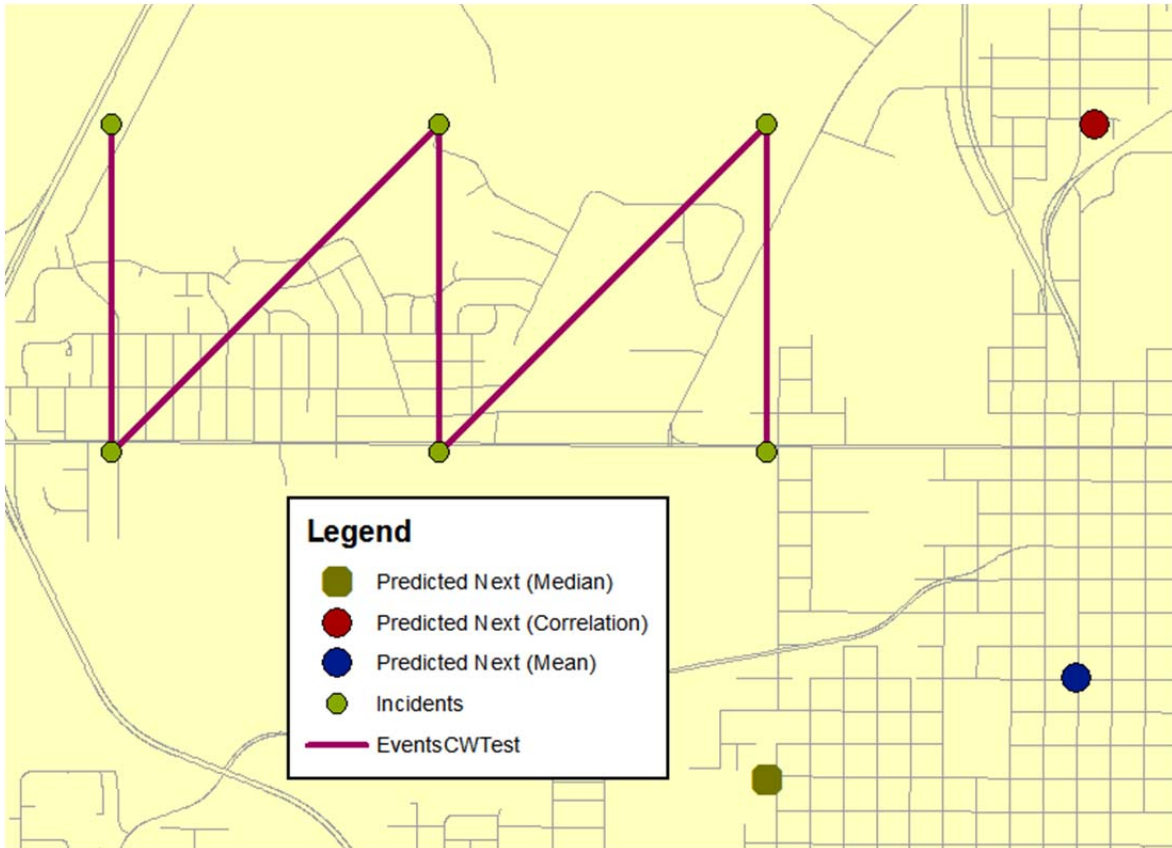 Legend
Predicted Next (Median)
Predicted Next (Correlation)
Predicted Next (Mean)
Incidents
EventsCWTest